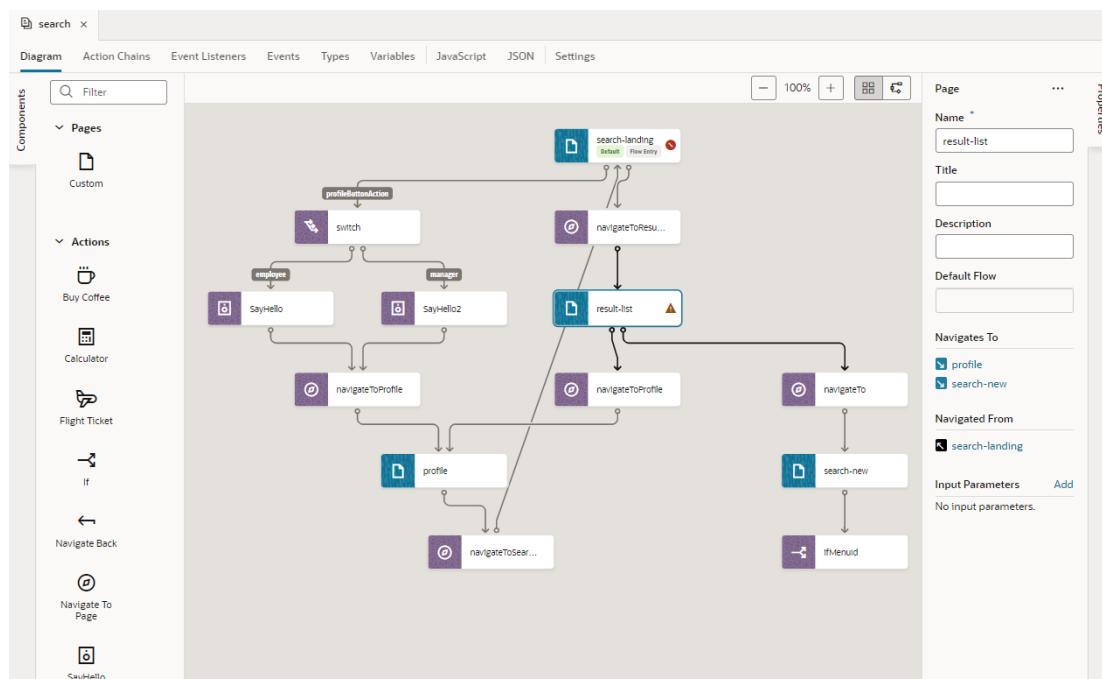 search ×
Diagram Action Chains Event Listeners Events Types Variables JavaScript JSON Settings
Components
Filter
Pages
Custom
Actions
Buy Coffee
Calculator
Flight Ticket
If
Navigate Back
Navigate To
Page
SayHello
100%
search-landing
Default Flow Entry
profileButtonAction
switch
navigateToResu...
employee
manager
SayHello
SayHello2
result-list
navigateToProfile
navigateToProfile
navigateTo
profile
search-new
navigateToSear...
IfMenuId
Page
...
Name *
result-list
Title
Description
Default Flow
Navigates To
profile
search-new
Navigated From
search-landing
Input Parameters Add
No input parameters.
Properties